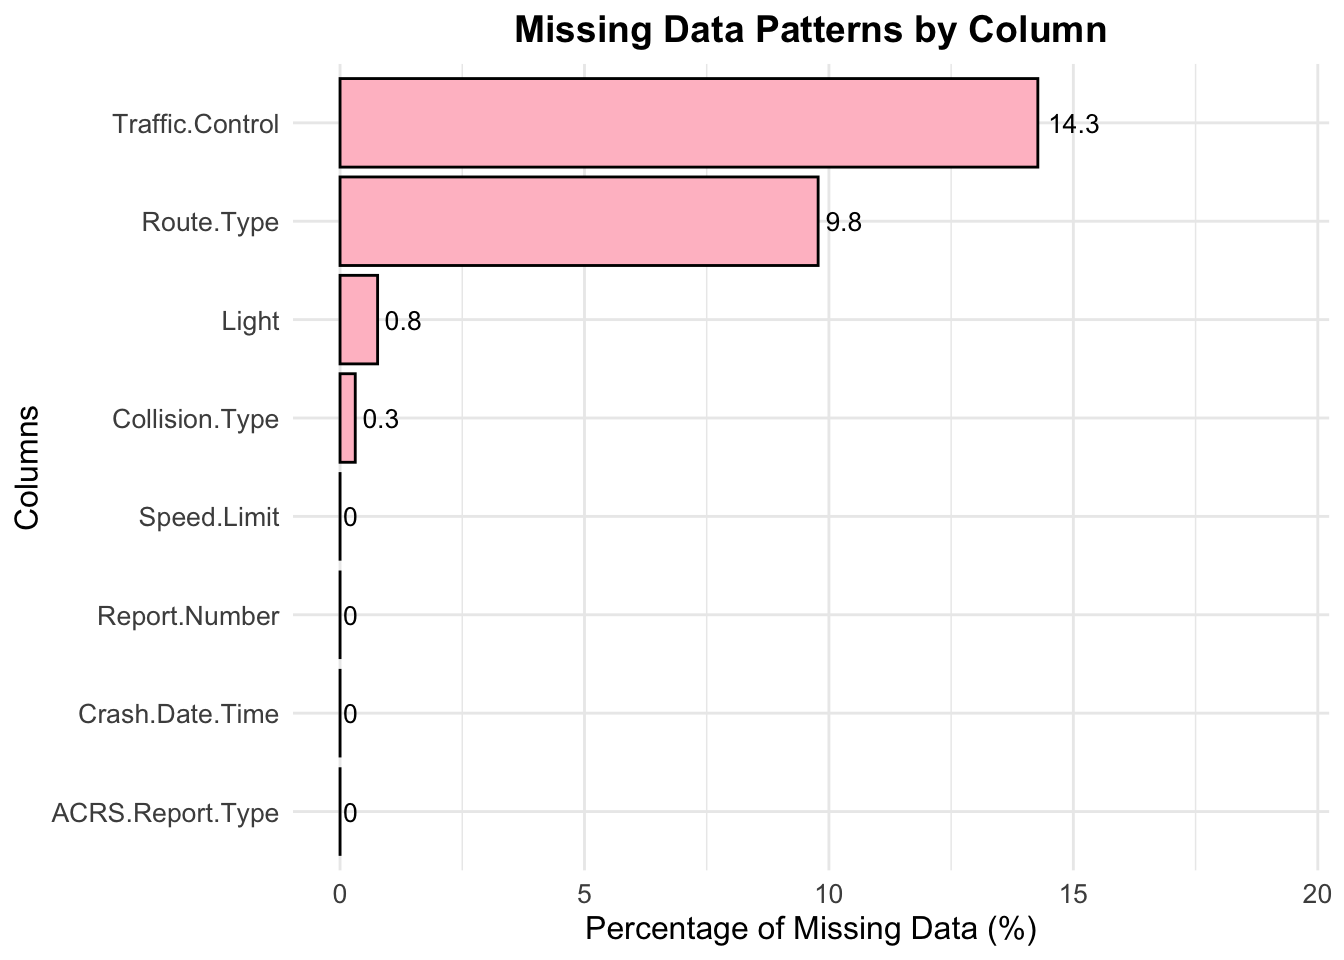 Missing Data Patterns by Column
Traffic.Control 14.3
Route.Type 9.8
Light 0.8
Collision.Type 0.3
Speed.Limit 0
Report.Number 0
Crash.Date.Time 0
ACRS.Report.Type 0
Columns
0 5 10 15 20
Percentage of Missing Data (%)